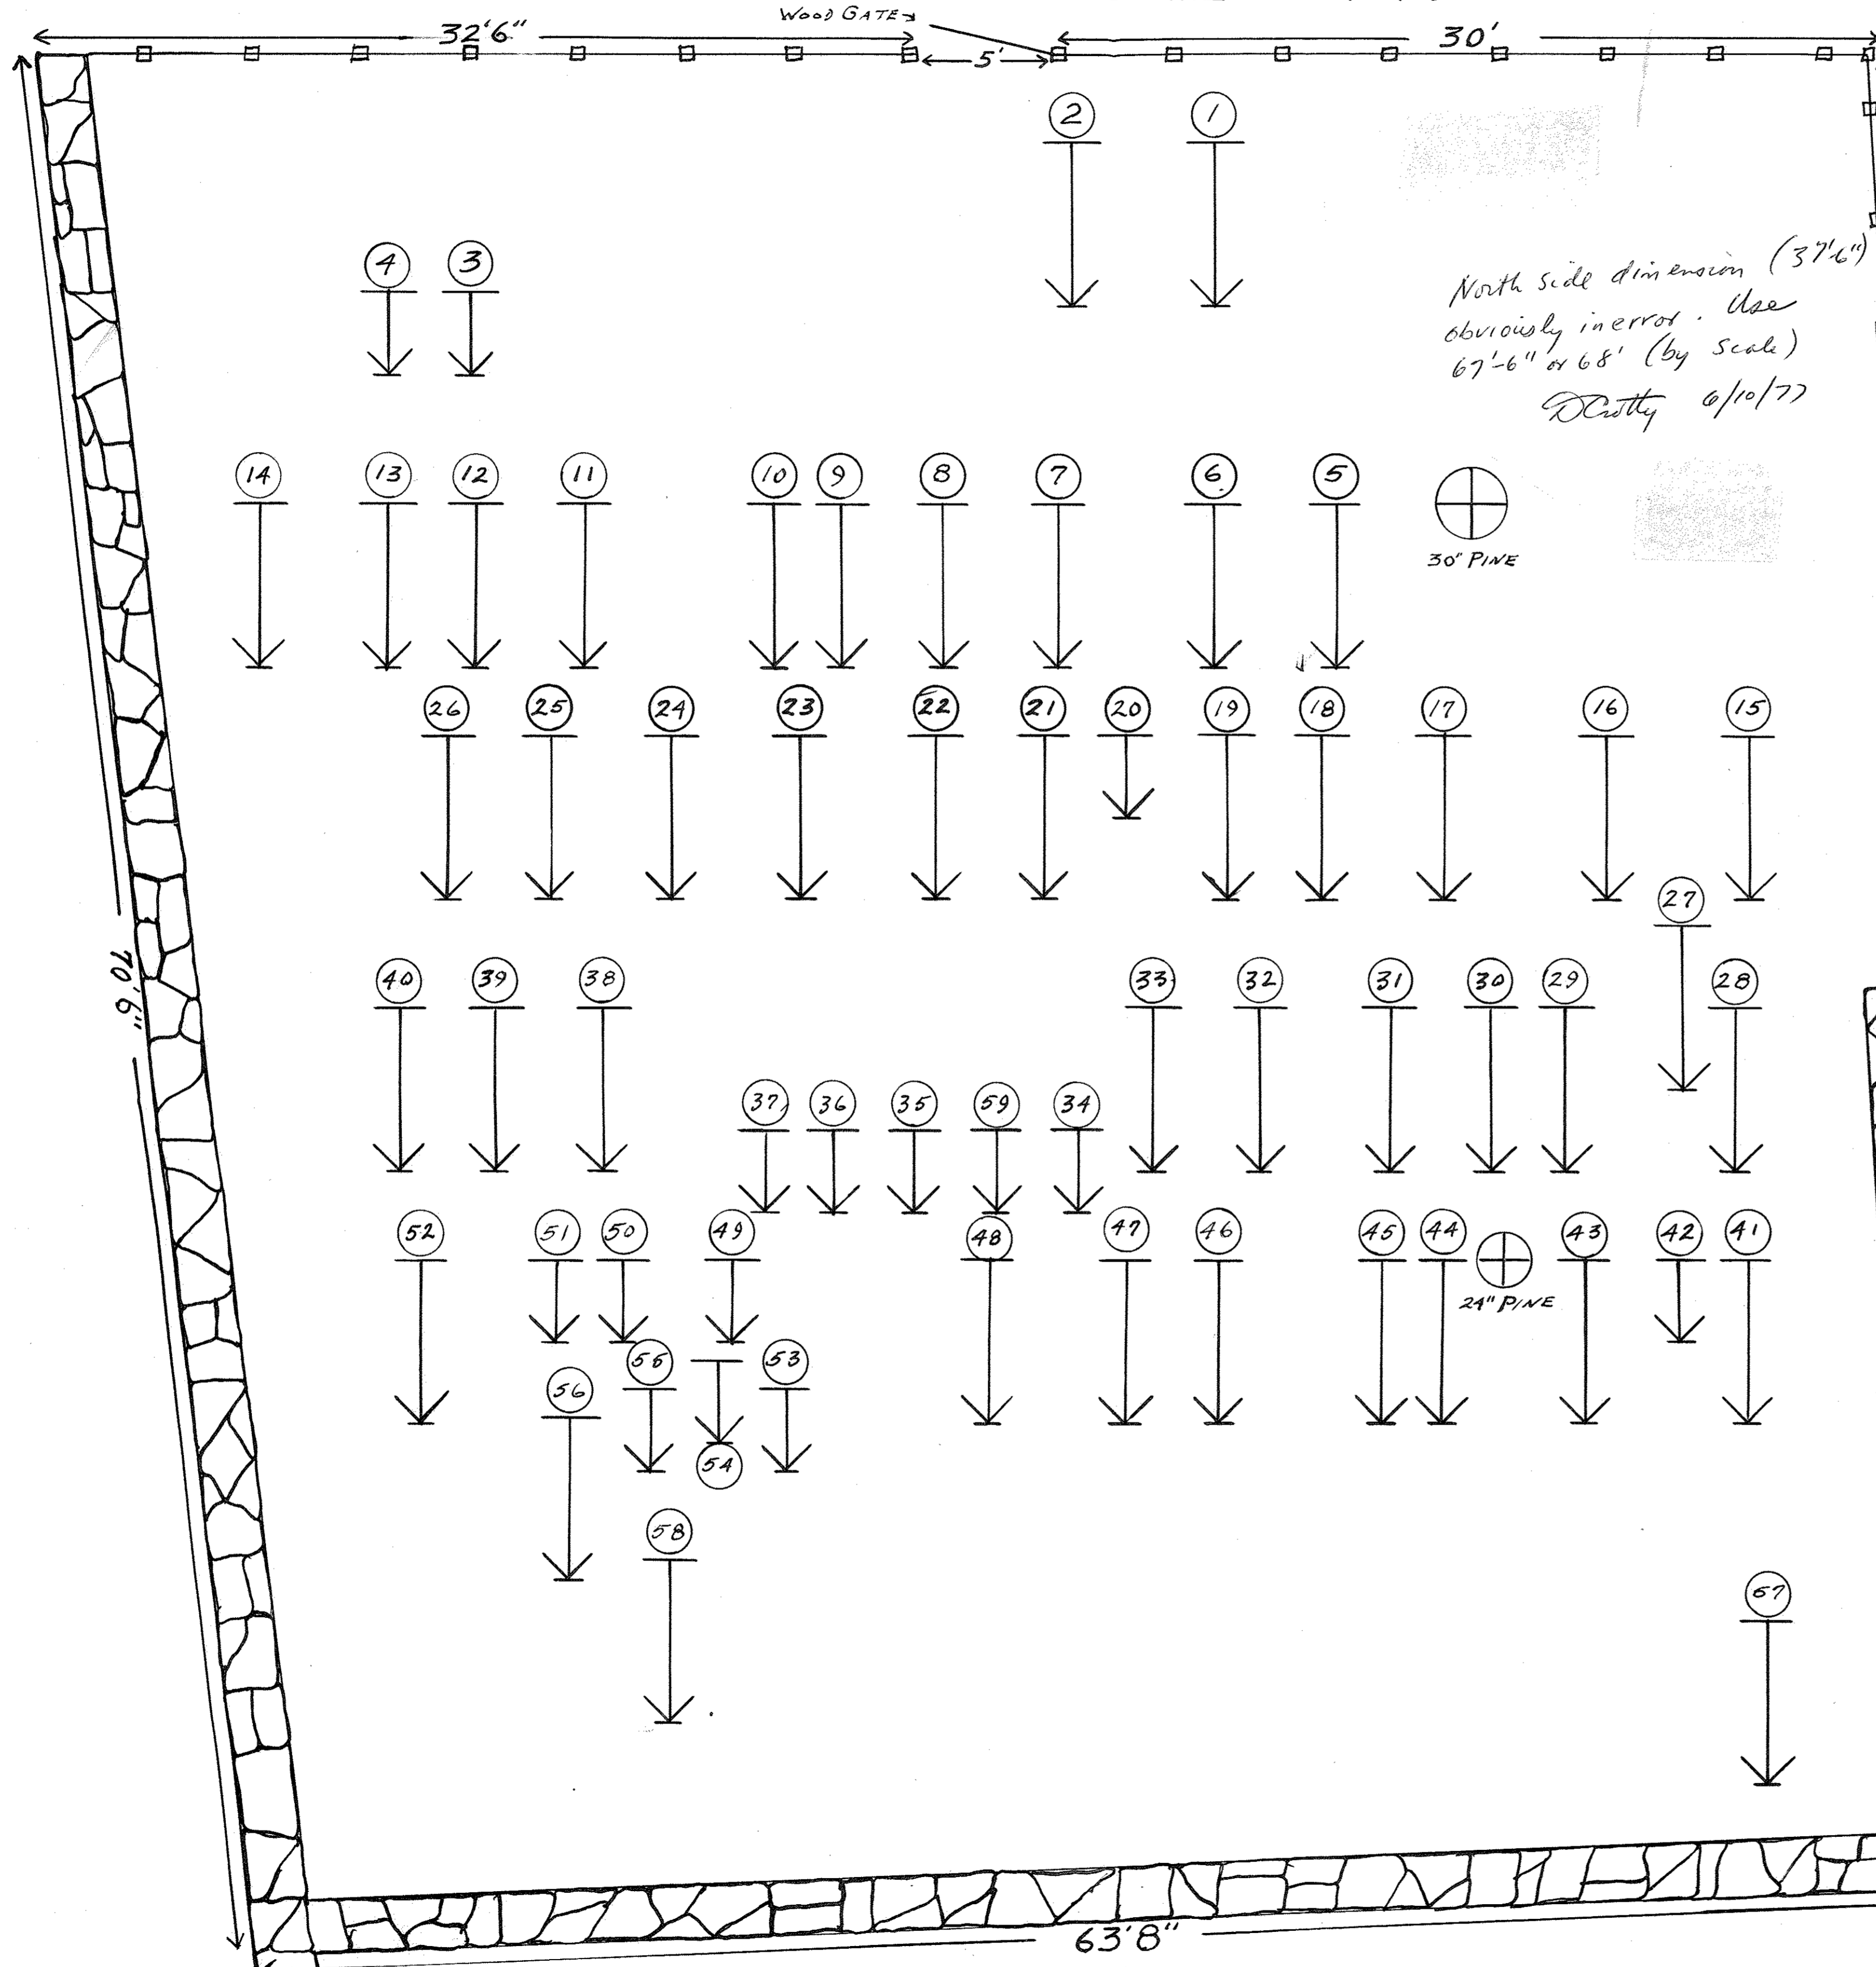 WOOD GATE
32'6"
5'
30'
2 1
4 3
North side dimension (37'6")
obviously in error. Use
67'-6" or 68' (by scale)
DCrotty 6/10/77
14 13 12 11 10 9 8 7 6 5
30" PINE
26 25 24 23 22 21 20 19 18 17 16 15
27
70'6"
40 39 38 33 32 31 30 29 28
37 36 35 59 34
52 51 50 49 48 47 46 45 44 43 42 41
24" PINE
56 55 53
54
58
57
63'8"